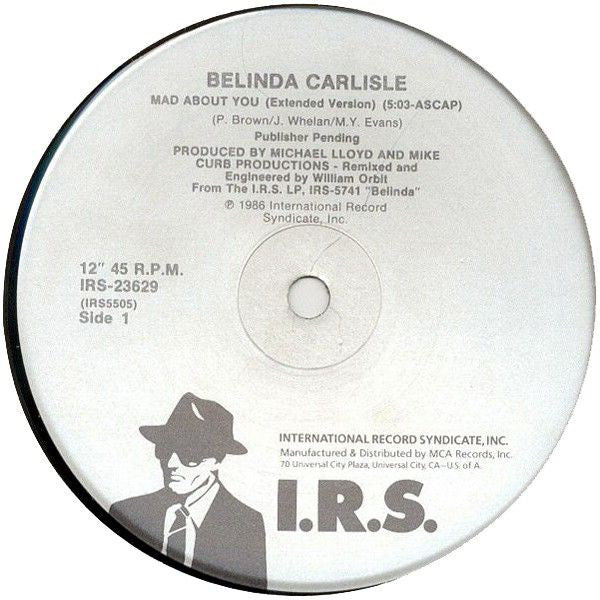 BELINDA CARLISLE
MAD ABOUT YOU (Extended Version) (5:03-ASCAP)
(P. Brown/J. Whelan/M.Y. Evans)
Publisher Pending
PRODUCED BY MICHAEL LLOYD AND MIKE
CURB PRODUCTIONS - Remixed and
Engineered by William Orbit
From The I.R.S. LP, IRS-5741 "Belinda"
℗ 1986 International Record
Syndicate, Inc.
12" 45 R.P.M.
IRS-23629
(IRS5505)
Side 1
INTERNATIONAL RECORD SYNDICATE, INC.
Manufactured & Distributed by MCA Records, Inc.
70 Universal City Plaza, Universal City, CA–U.S. of A.
I.R.S.